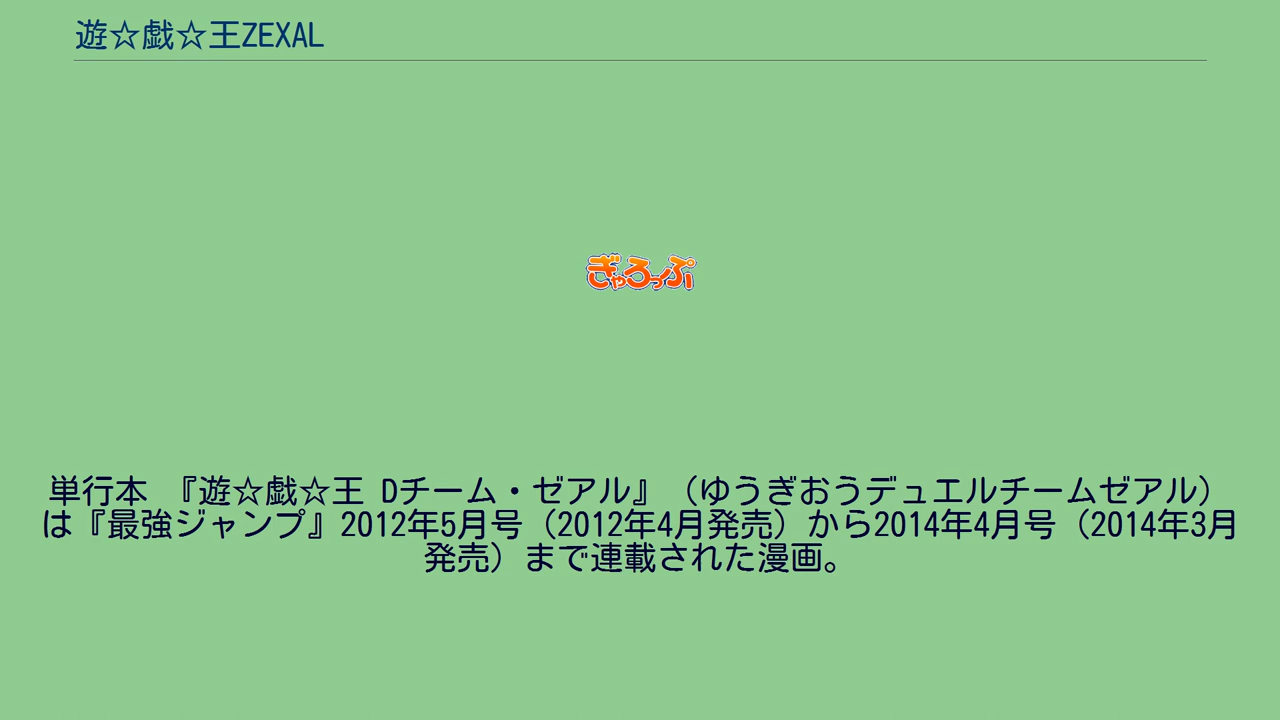 遊☆戯☆王ZEXAL
ぎゃろっぷ
単行本 『遊☆戯☆王 Dチーム・ゼアル』（ゆうぎおうデュエルチームゼアル）
は『最強ジャンプ』2012年5月号（2012年4月発売）から2014年4月号（2014年3月
発売）まで連載された漫画。